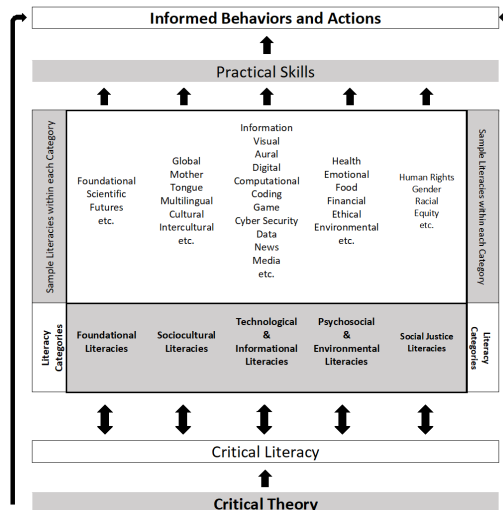 Informed Behaviors and Actions
Practical Skills
Sample Literacies within each Category
Foundational
Scientific
Futures
etc.
Global
Mother
Tongue
Multilingual
Cultural
Intercultural
etc.
Information
Visual
Aural
Digital
Computational
Coding
Game
Cyber Security
Data
News
Media
etc.
Health
Emotional
Food
Financial
Ethical
Environmental
etc.
Human Rights
Gender
Racial
Equity
etc.
Sample Literacies within each Category
Literacy
Categories
Foundational
Literacies
Sociocultural
Literacies
Technological
&
Informational
Literacies
Psychosocial
&
Environmental
Literacies
Social Justice
Literacies
Literacy
Categories
Critical Literacy
Critical Theory